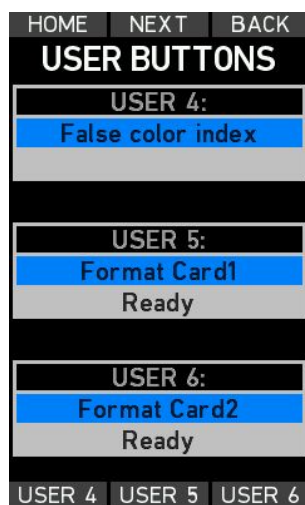 HOME NEXT BACK
USER BUTTONS
USER 4:
False color index
USER 5:
Format Card1
Ready
USER 6:
Format Card2
Ready
USER 4 USER 5 USER 6